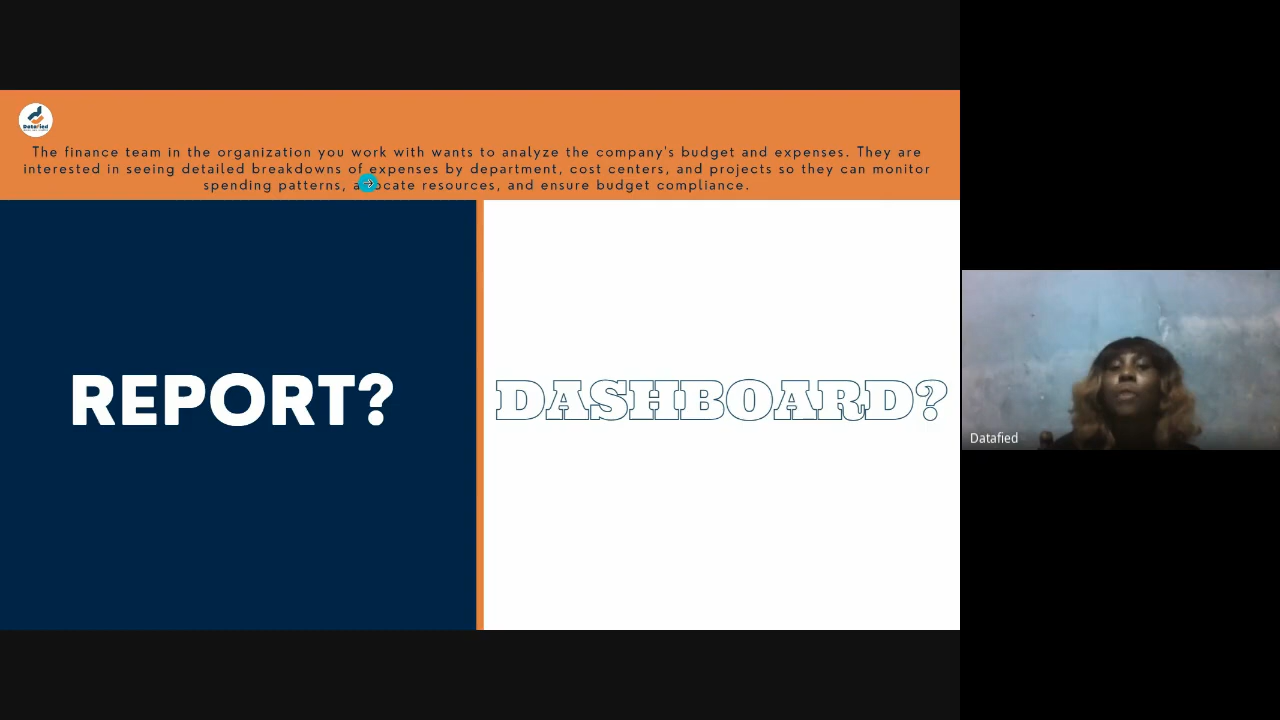 Datafied
The finance team in the organization you work with wants to analyze the company's budget and expenses. They are
interested in seeing detailed breakdowns of expenses by department, cost centers, and projects so they can monitor
spending patterns, allocate resources, and ensure budget compliance.
REPORT?
DASHBOARD?
Datafied